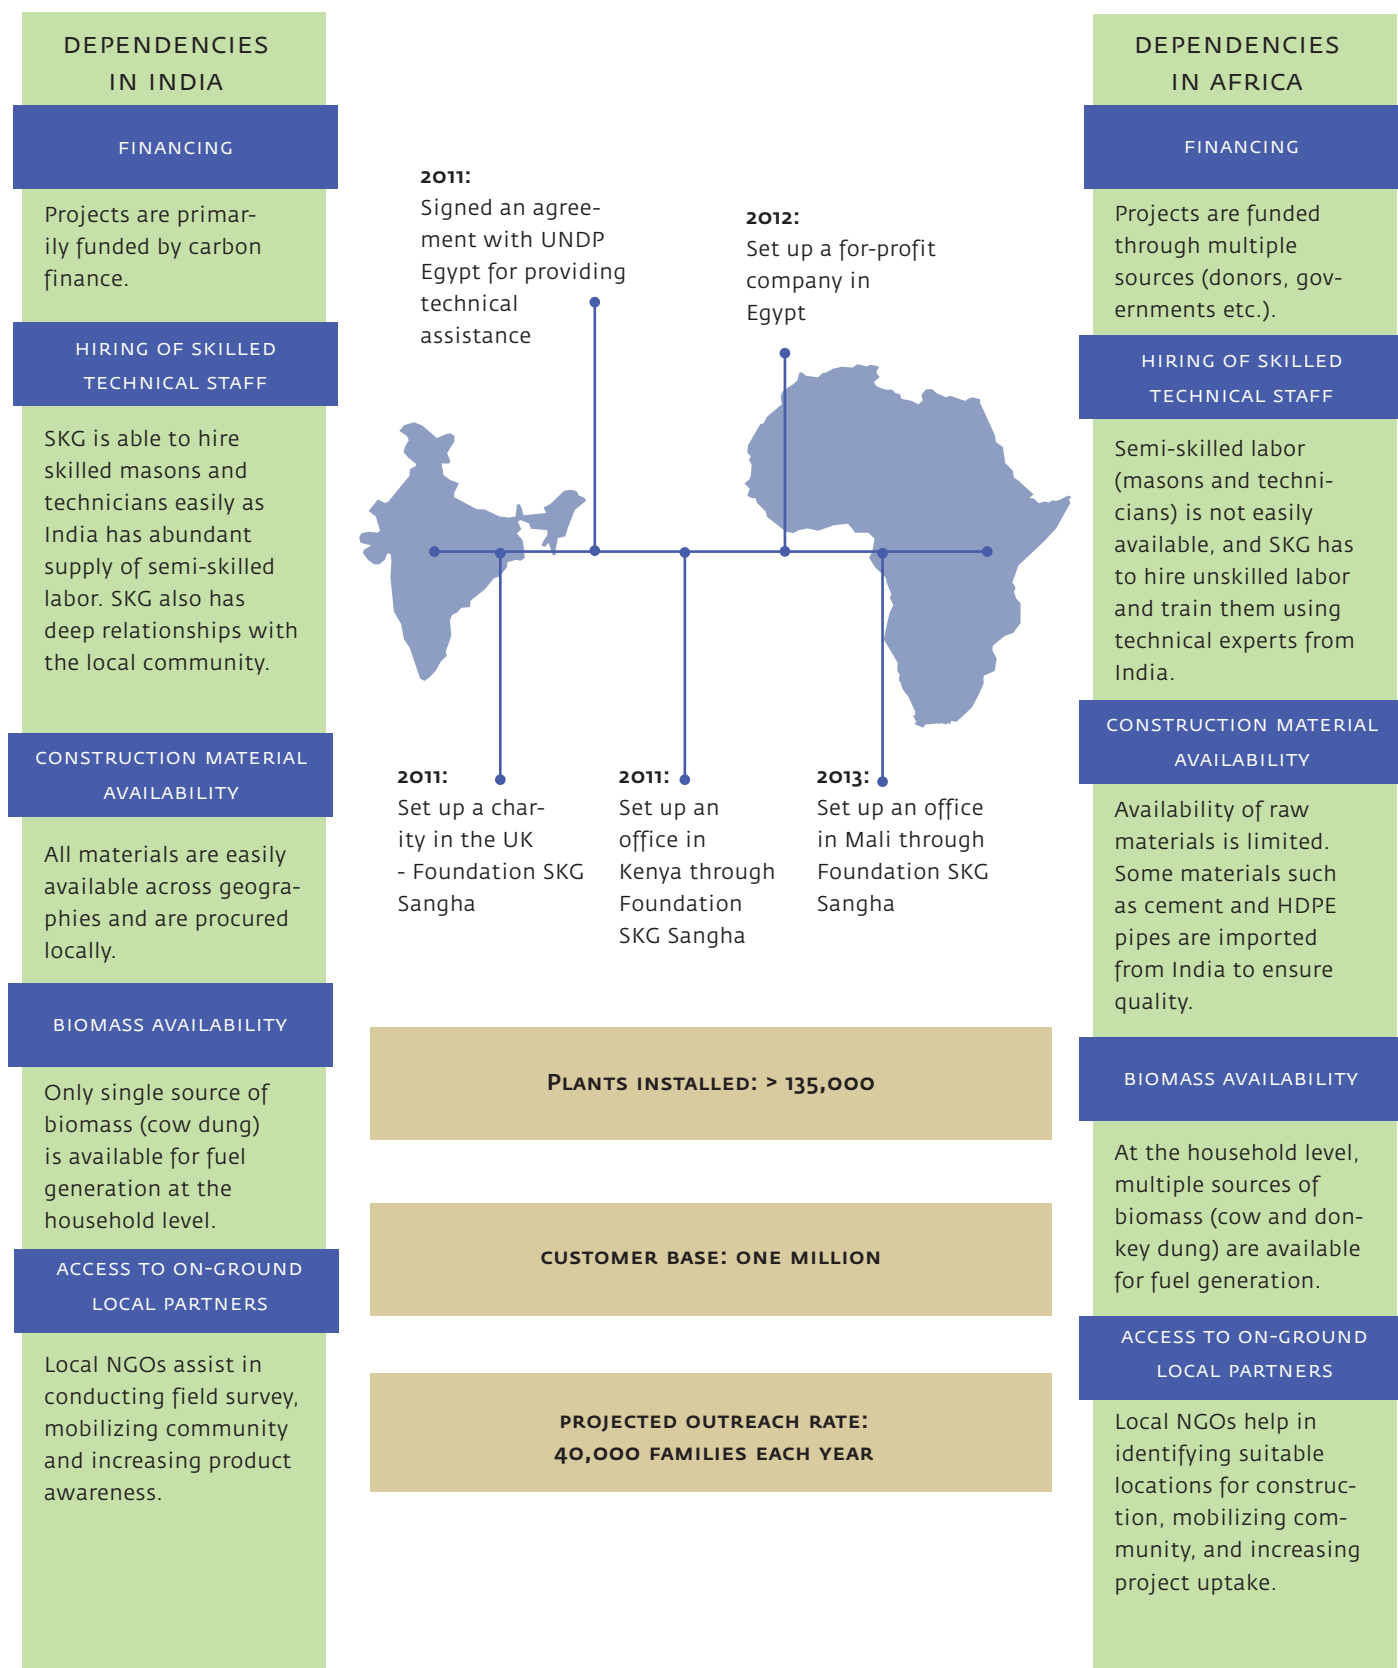 DEPENDENCIES
IN INDIA
FINANCING
Projects are primar-
ily funded by carbon
finance.
HIRING OF SKILLED
TECHNICAL STAFF
SKG is able to hire
skilled masons and
technicians easily as
India has abundant
supply of semi-skilled
labor. SKG also has
deep relationships with
the local community.
CONSTRUCTION MATERIAL
AVAILABILITY
All materials are easily
available across geogra-
phies and are procured
locally.
BIOMASS AVAILABILITY
Only single source of
biomass (cow dung)
is available for fuel
generation at the
household level.
ACCESS TO ON-GROUND
LOCAL PARTNERS
Local NGOs assist in
conducting field survey,
mobilizing community
and increasing product
awareness.
2011:
Signed an agree-
ment with UNDP
Egypt for providing
technical
assistance
2012:
Set up a for-profit
company in
Egypt
2011:
Set up a char-
ity in the UK
- Foundation SKG
Sangha
2011:
Set up an
office in
Kenya through
Foundation
SKG Sangha
2013:
Set up an office
in Mali through
Foundation SKG
Sangha
PLANTS INSTALLED: > 135,000
CUSTOMER BASE: ONE MILLION
PROJECTED OUTREACH RATE:
40,000 FAMILIES EACH YEAR
DEPENDENCIES
IN AFRICA
FINANCING
Projects are funded
through multiple
sources (donors, gov-
ernments etc.).
HIRING OF SKILLED
TECHNICAL STAFF
Semi-skilled labor
(masons and techni-
cians) is not easily
available, and SKG has
to hire unskilled labor
and train them using
technical experts from
India.
CONSTRUCTION MATERIAL
AVAILABILITY
Availability of raw
materials is limited.
Some materials such
as cement and HDPE
pipes are imported
from India to ensure
quality.
BIOMASS AVAILABILITY
At the household level,
multiple sources of
biomass (cow and don-
key dung) are available
for fuel generation.
ACCESS TO ON-GROUND
LOCAL PARTNERS
Local NGOs help in
identifying suitable
locations for construc-
tion, mobilizing com-
munity, and increasing
project uptake.